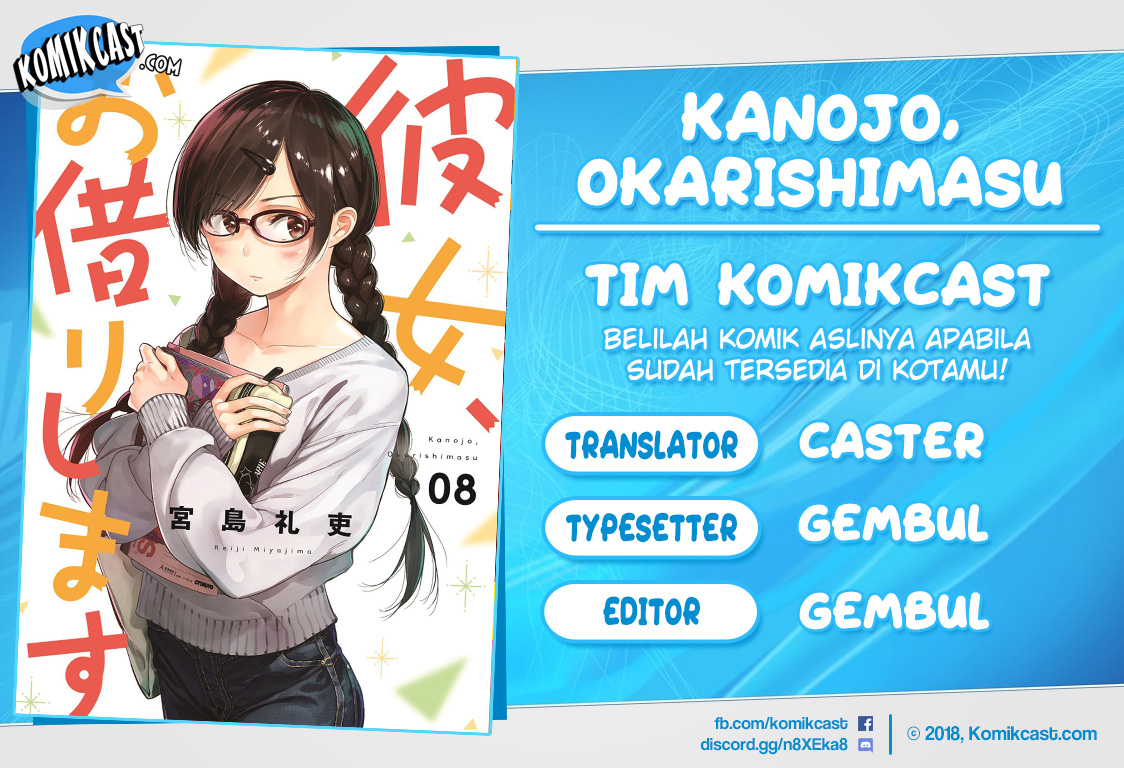 KOMIKCAST
.COM
彼女、
お借りします
Kanojo,
Okarishimasu
08
宮島礼吏
Reiji Miyajima
KANOJO,
OKARISHIMASU
TIM KOMIKCAST
BELILAH KOMIK ASLINYA APABILA
SUDAH TERSEDIA DI KOTAMU!
TRANSLATOR CASTER
TYPESETTER GEMBUL
EDITOR GEMBUL
fb.com/komikcast
discord.gg/n8XEka8
© 2018, Komikcast.com